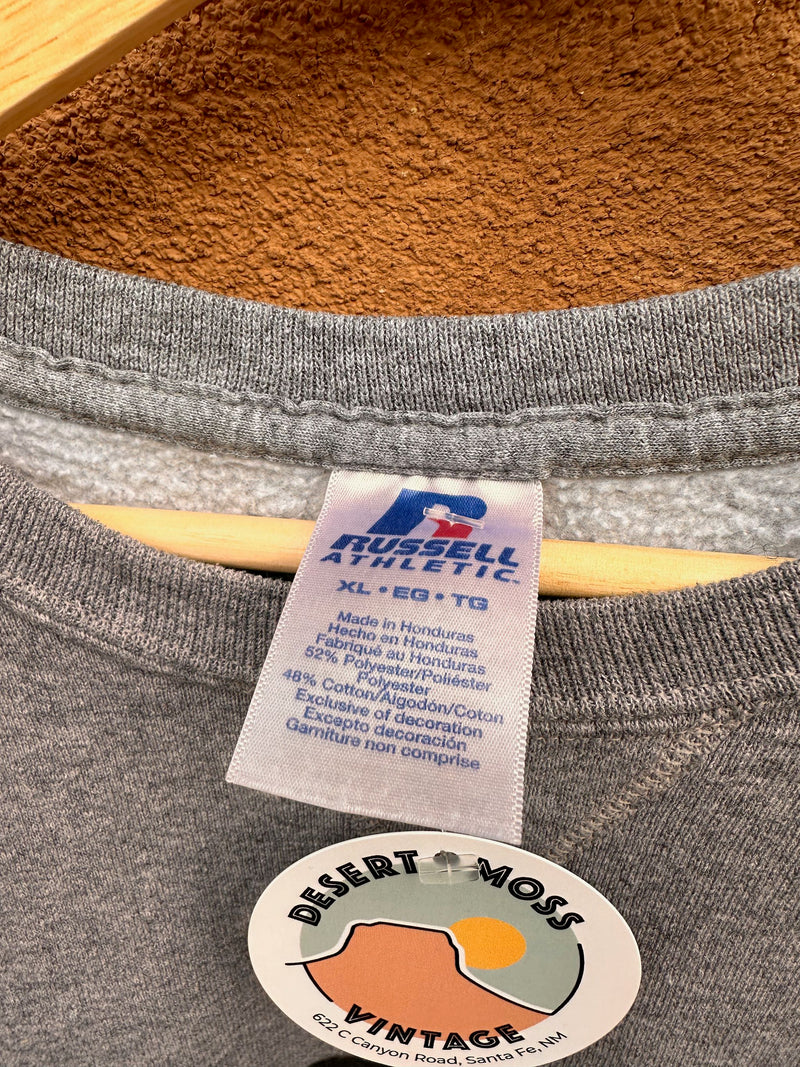 RUSSELL
ATHLETIC
XL • EG • TG
Made in Honduras
Hecho en Honduras
Fabriqué au Honduras
52% Polyester/Poliéster
Polyester
48% Cotton/Algodón/Coton
Exclusive of decoration
Excepto decoración
Garniture non comprise
DESERT MOSS
VINTAGE
622 C Canyon Road, Santa Fe, NM